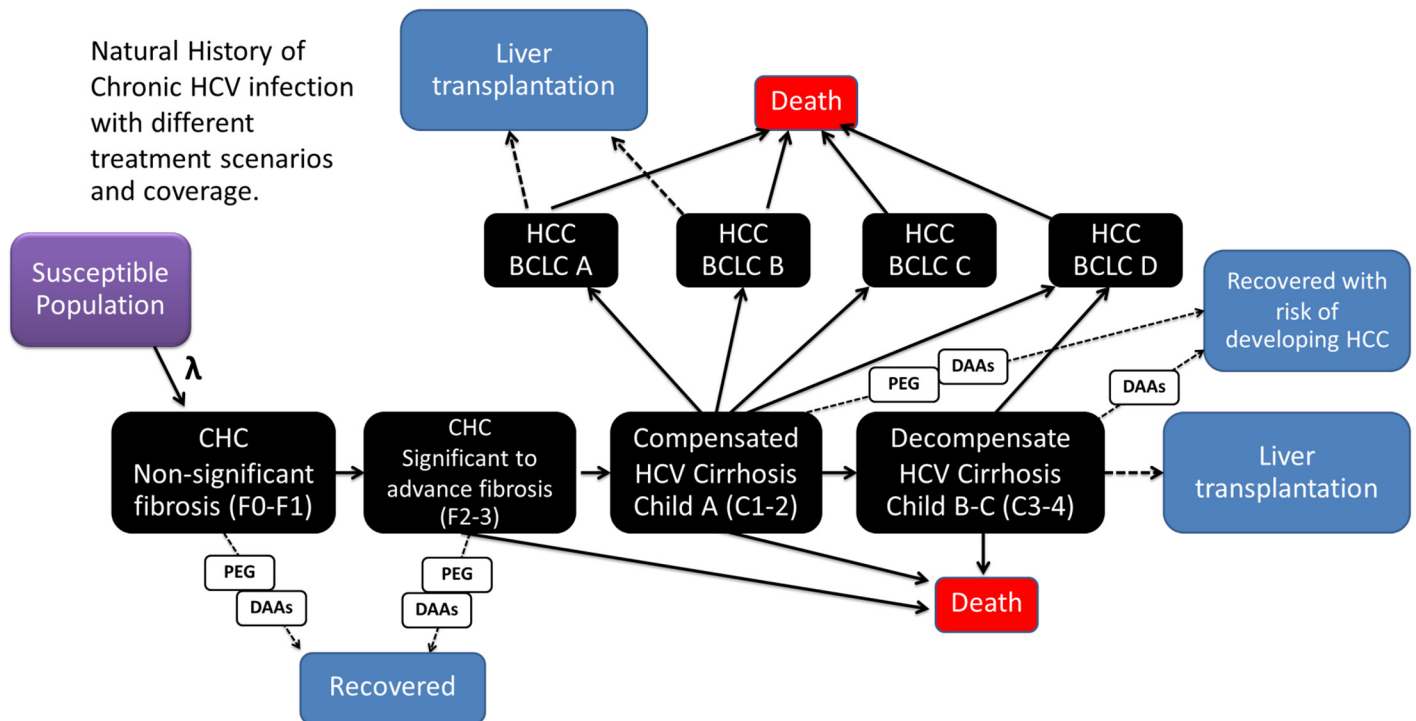 Natural History of
Chronic HCV infection
with different
treatment scenarios
and coverage.
Liver
transplantation
Death
HCC
BCLC A
HCC
BCLC B
HCC
BCLC C
HCC
BCLC D
Susceptible
Population
λ
Recovered with
risk of
developing HCC
PEG
DAAs
DAAs
CHC
Non-significant
fibrosis (F0-F1)
CHC
Significant to
advance fibrosis
(F2-3)
Compensated
HCV Cirrhosis
Child A (C1-2)
Decompensate
HCV Cirrhosis
Child B-C (C3-4)
Liver
transplantation
PEG
DAAs
PEG
DAAs
Death
Recovered